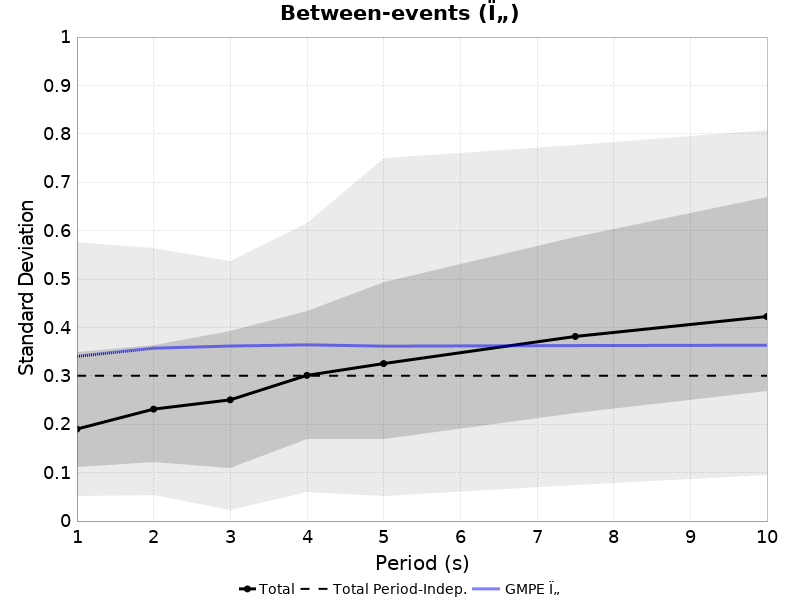 Between-events (Ï„)
1
0.9
0.8
0.7
0.6
0.5
0.4
0.3
0.2
0.1
0
Standard Deviation
1 2 3 4 5 6 7 8 9 10
Period (s)
Total Total Period-Indep. GMPE Ï„